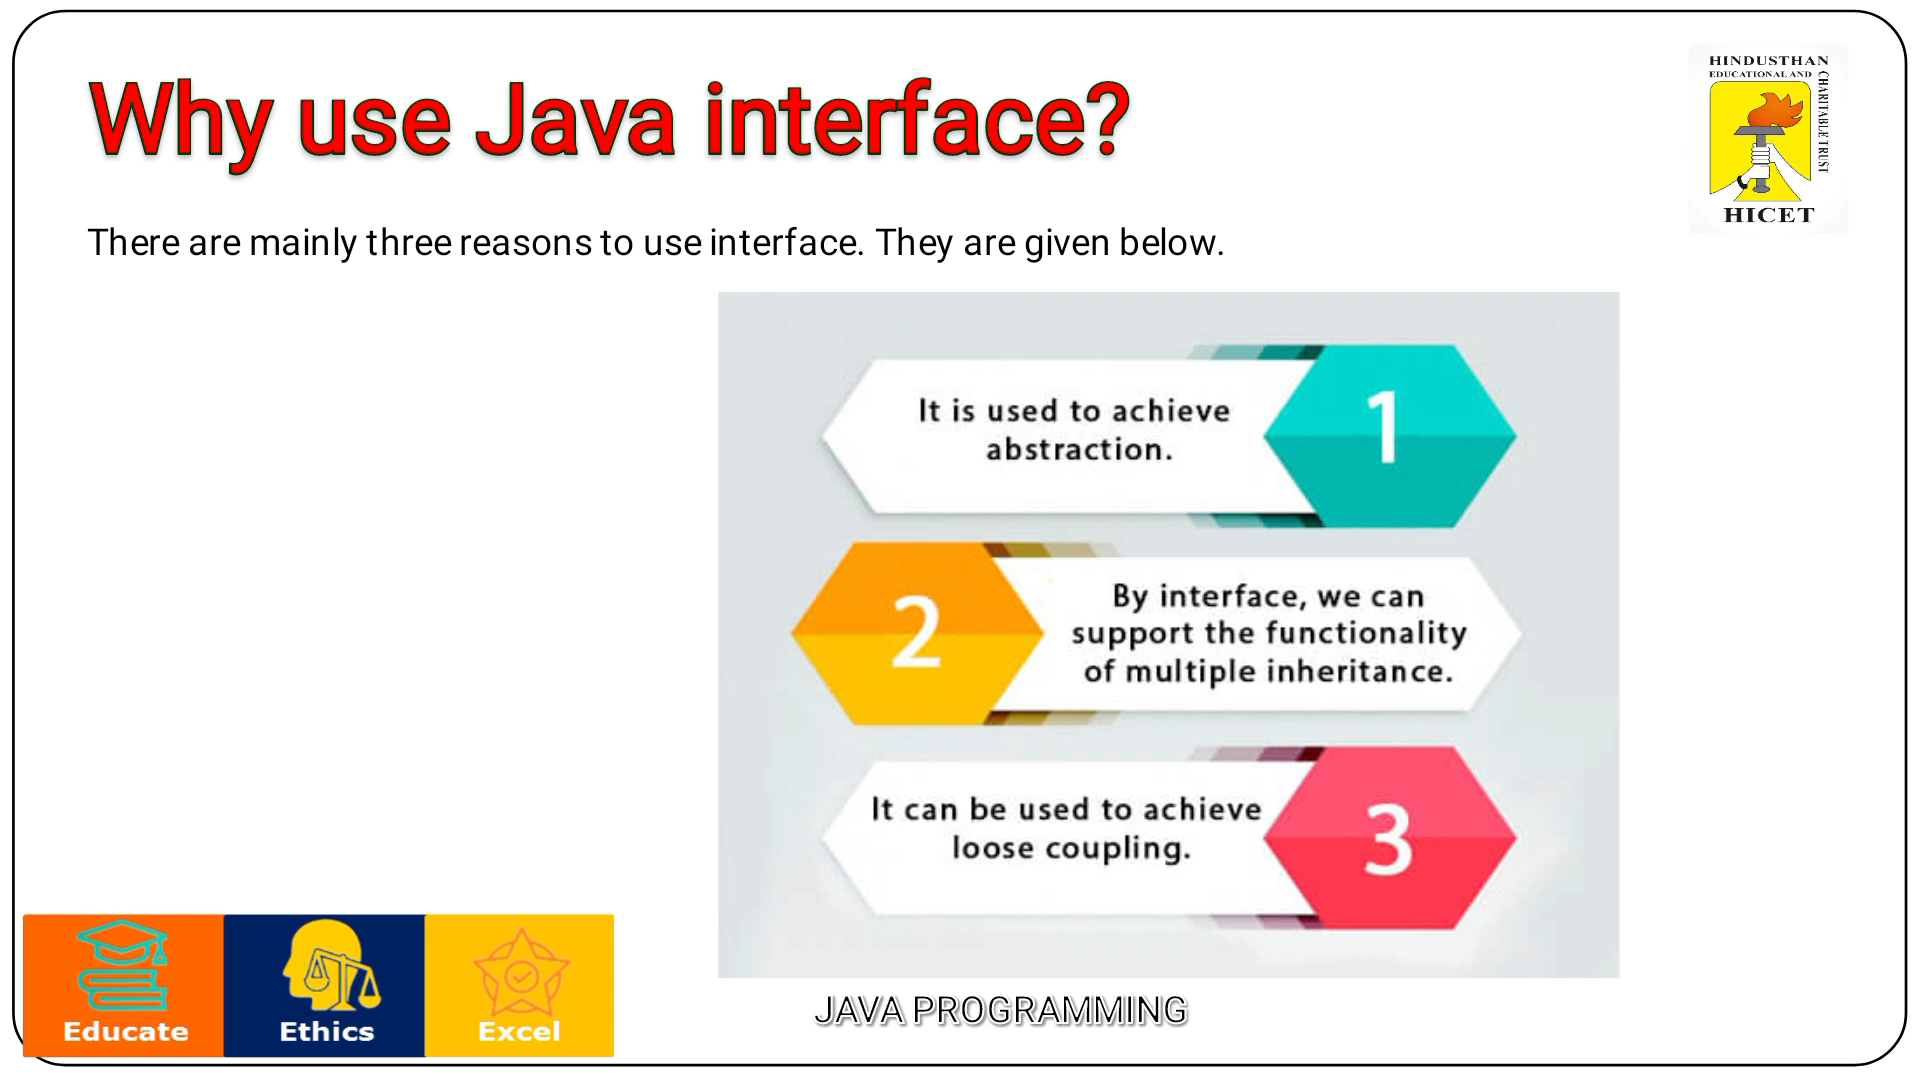 Why use Java interface?
HINDUSTHAN
EDUCATIONAL AND
CHARITABLE TRUST
HICET
There are mainly three reasons to use interface. They are given below.
It is used to achieve
abstraction.
1
2
By interface, we can
support the functionality
of multiple inheritance.
It can be used to achieve
loose coupling.
3
Educate
Ethics
Excel
JAVA PROGRAMMING